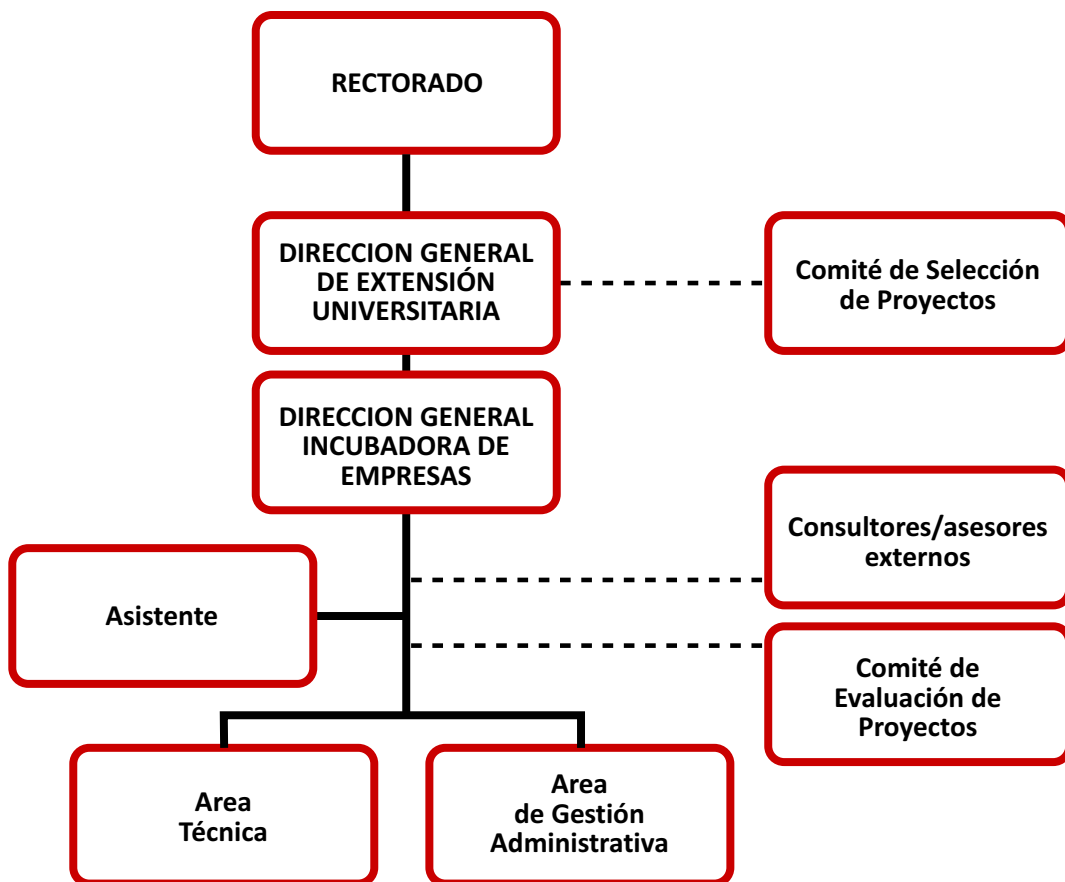 RECTORADO
DIRECCION GENERAL
DE EXTENSIÓN
UNIVERSITARIA
Comité de Selección
de Proyectos
DIRECCION GENERAL
INCUBADORA DE
EMPRESAS
Consultores/asesores
externos
Asistente
Comité de
Evaluación de
Proyectos
Area
Técnica
Area
de Gestión
Administrativa